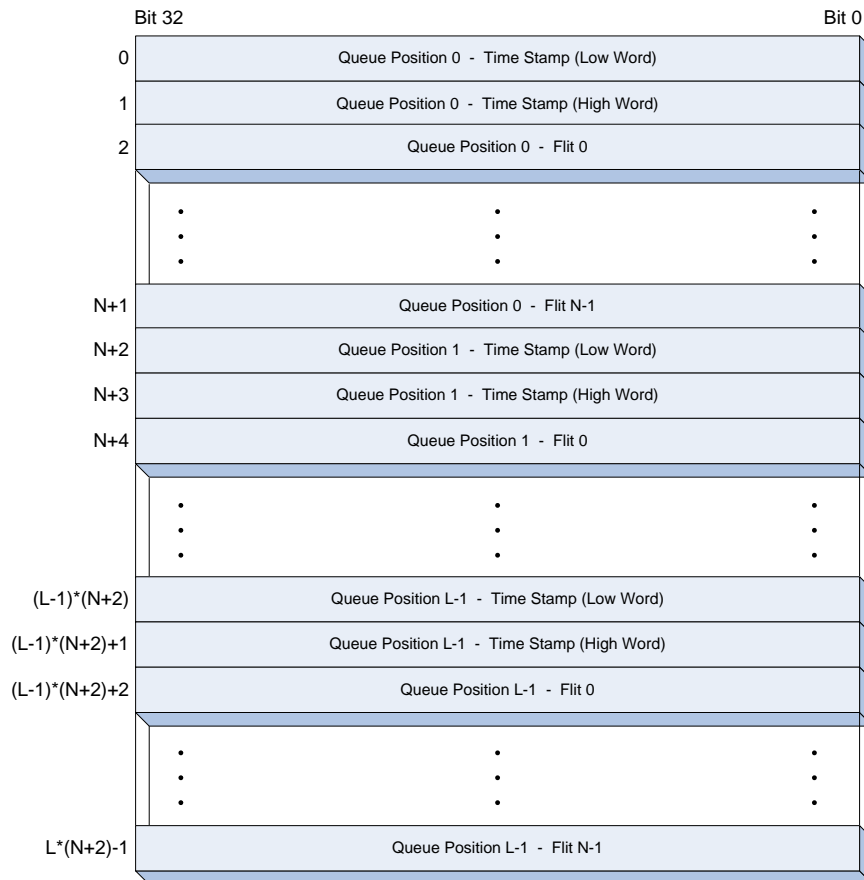 Bit 32 Bit 0
0 Queue Position 0 - Time Stamp (Low Word)
1 Queue Position 0 - Time Stamp (High Word)
2 Queue Position 0 - Flit 0
N+1 Queue Position 0 - Flit N-1
N+2 Queue Position 1 - Time Stamp (Low Word)
N+3 Queue Position 1 - Time Stamp (High Word)
N+4 Queue Position 1 - Flit 0
(L-1)*(N+2) Queue Position L-1 - Time Stamp (Low Word)
(L-1)*(N+2)+1 Queue Position L-1 - Time Stamp (High Word)
(L-1)*(N+2)+2 Queue Position L-1 - Flit 0
L*(N+2)-1 Queue Position L-1 - Flit N-1